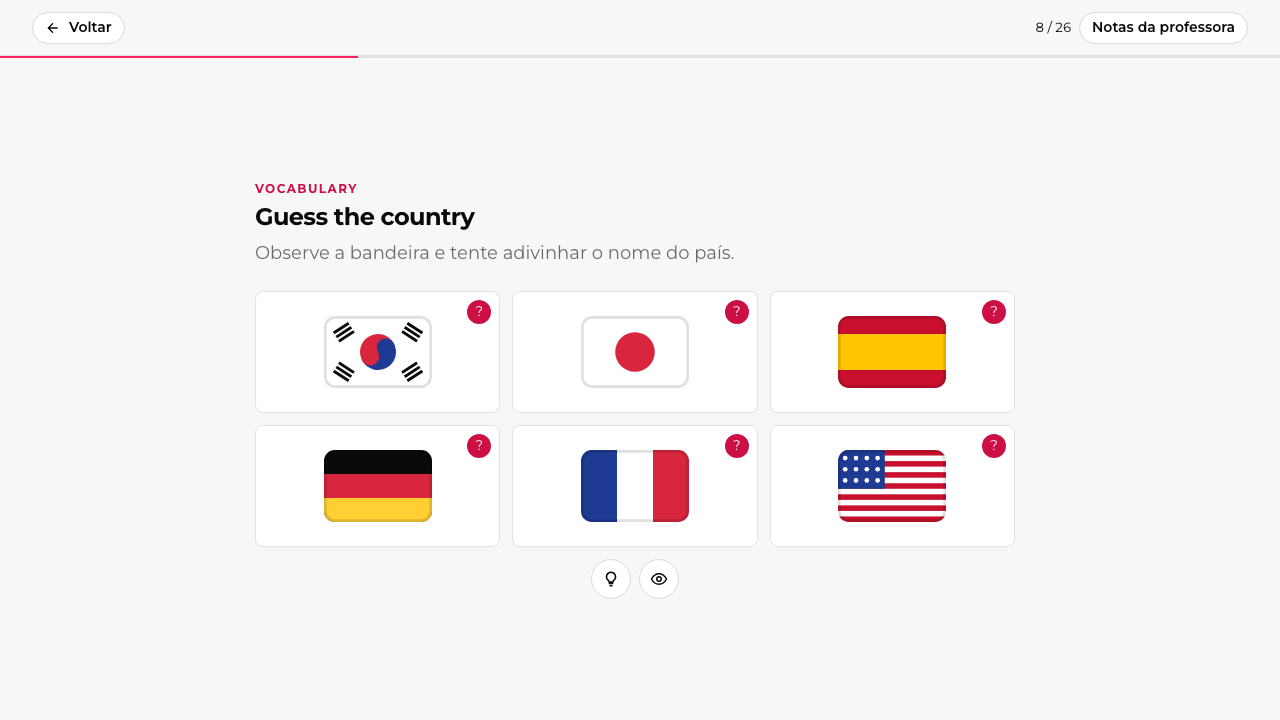 Voltar
8 / 26
Notas da professora
VOCABULARY
Guess the country
Observe a bandeira e tente adivinhar o nome do país.
?
?
?
?
?
?